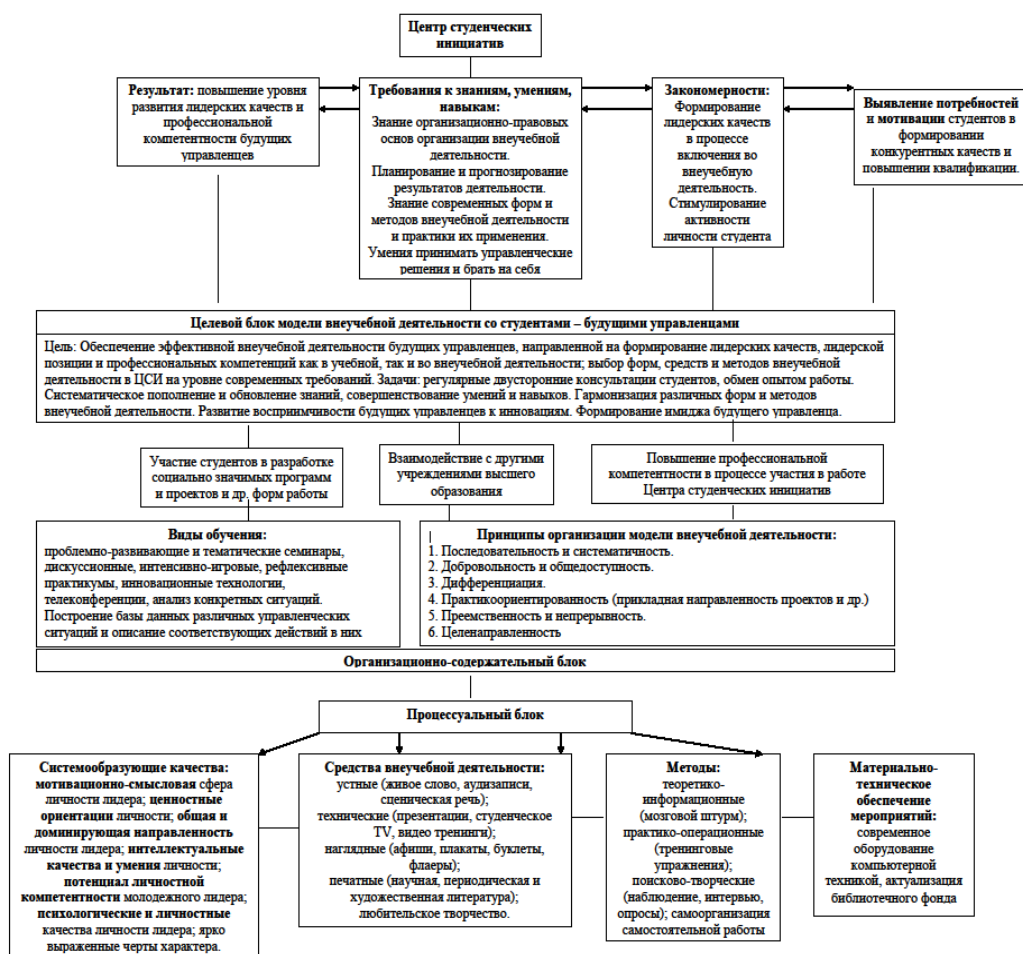 Центр студенческих
инициатив
Результат: повышение уровня
развития лидерских качеств и
профессиональной
компетентности будущих
управленцев
Требования к знаниям, умениям,
навыкам:
Знание организационно-правовых
основ организации внеучебной
деятельности.
Планирование и прогнозирование
результатов деятельности.
Знание современных форм и
методов внеучебной деятельности
и практики их применения.
Умения принимать управленческие
решения и брать на себя
Закономерности:
Формирование
лидерских качеств
в процессе
включения во
внеучебную
деятельность.
Стимулирование
активности
личности студента
Выявление потребностей
и мотивации студентов в
формировании
конкурентных качеств и
повышении квалификации.
Целевой блок модели внеучебной деятельности со студентами – будущими управленцами
Цель: Обеспечение эффективной внеучебной деятельности будущих управленцев, направленной на формирование лидерских качеств, лидерской
позиции и профессиональных компетенций как в учебной, так и во внеучебной деятельности; выбор форм, средств и методов внеучебной
деятельности в ЦСИ на уровне современных требований. Задачи: регулярные двусторонние консультации студентов, обмен опытом работы.
Систематическое пополнение и обновление знаний, совершенствование умений и навыков. Гармонизация различных форм и методов
внеучебной деятельности. Развитие восприимчивости будущих управленцев к инновациям. Формирование имиджа будущего управленца.
Участие студентов в разработке
социально значимых программ
и проектов и др. форм работы
Взаимодействие с другими
учреждениями высшего
образования
Повышение профессиональной
компетентности в процессе участия в работе
Центра студенческих инициатив
Виды обучения:
проблемно-развивающие и тематические семинары,
дискуссионные, интенсивно-игровые, рефлексивные
практикумы, инновационные технологии,
телеконференции, анализ конкретных ситуаций.
Построение базы данных различных управленческих
ситуаций и описание соответствующих действий в них
Принципы организации модели внеучебной деятельности:
1. Последовательность и систематичность.
2. Добровольность и общедоступность.
3. Дифференциация.
4. Практикоориентированность (прикладная направленность проектов и др.)
5. Преемственность и непрерывность.
6. Целенаправленность
Организационно-содержательный блок
Процессуальный блок
Системообразующие качества:
мотивационно-смысловая сфера
личности лидера; ценностные
ориентации личности; общая и
доминирующая направленность
личности лидера; интеллектуальные
качества и умения личности;
потенциал личностной
компетентности молодежного лидера;
психологические и личностные
качества личности лидера; ярко
выраженные черты характера.
Средства внеучебной деятельности:
устные (живое слово, аудизаписи,
сценическая речь);
технические (презентации, студенческое
TV, видео тренинги);
наглядные (афиши, плакаты, буклеты,
флаеры);
печатные (научная, периодическая и
художественная литература);
любительское творчество.
Методы:
теоретико-
информационные
(мозговой штурм);
практико-операционные
(тренинговые
упражнения);
поисково-творческие
(наблюдение, интервью,
опросы); самоорганизация
самостоятельной работы
Материально-
техническое
обеспечение
мероприятий:
современное
оборудование
компьютерной
техникой, актуализация
библиотечного фонда